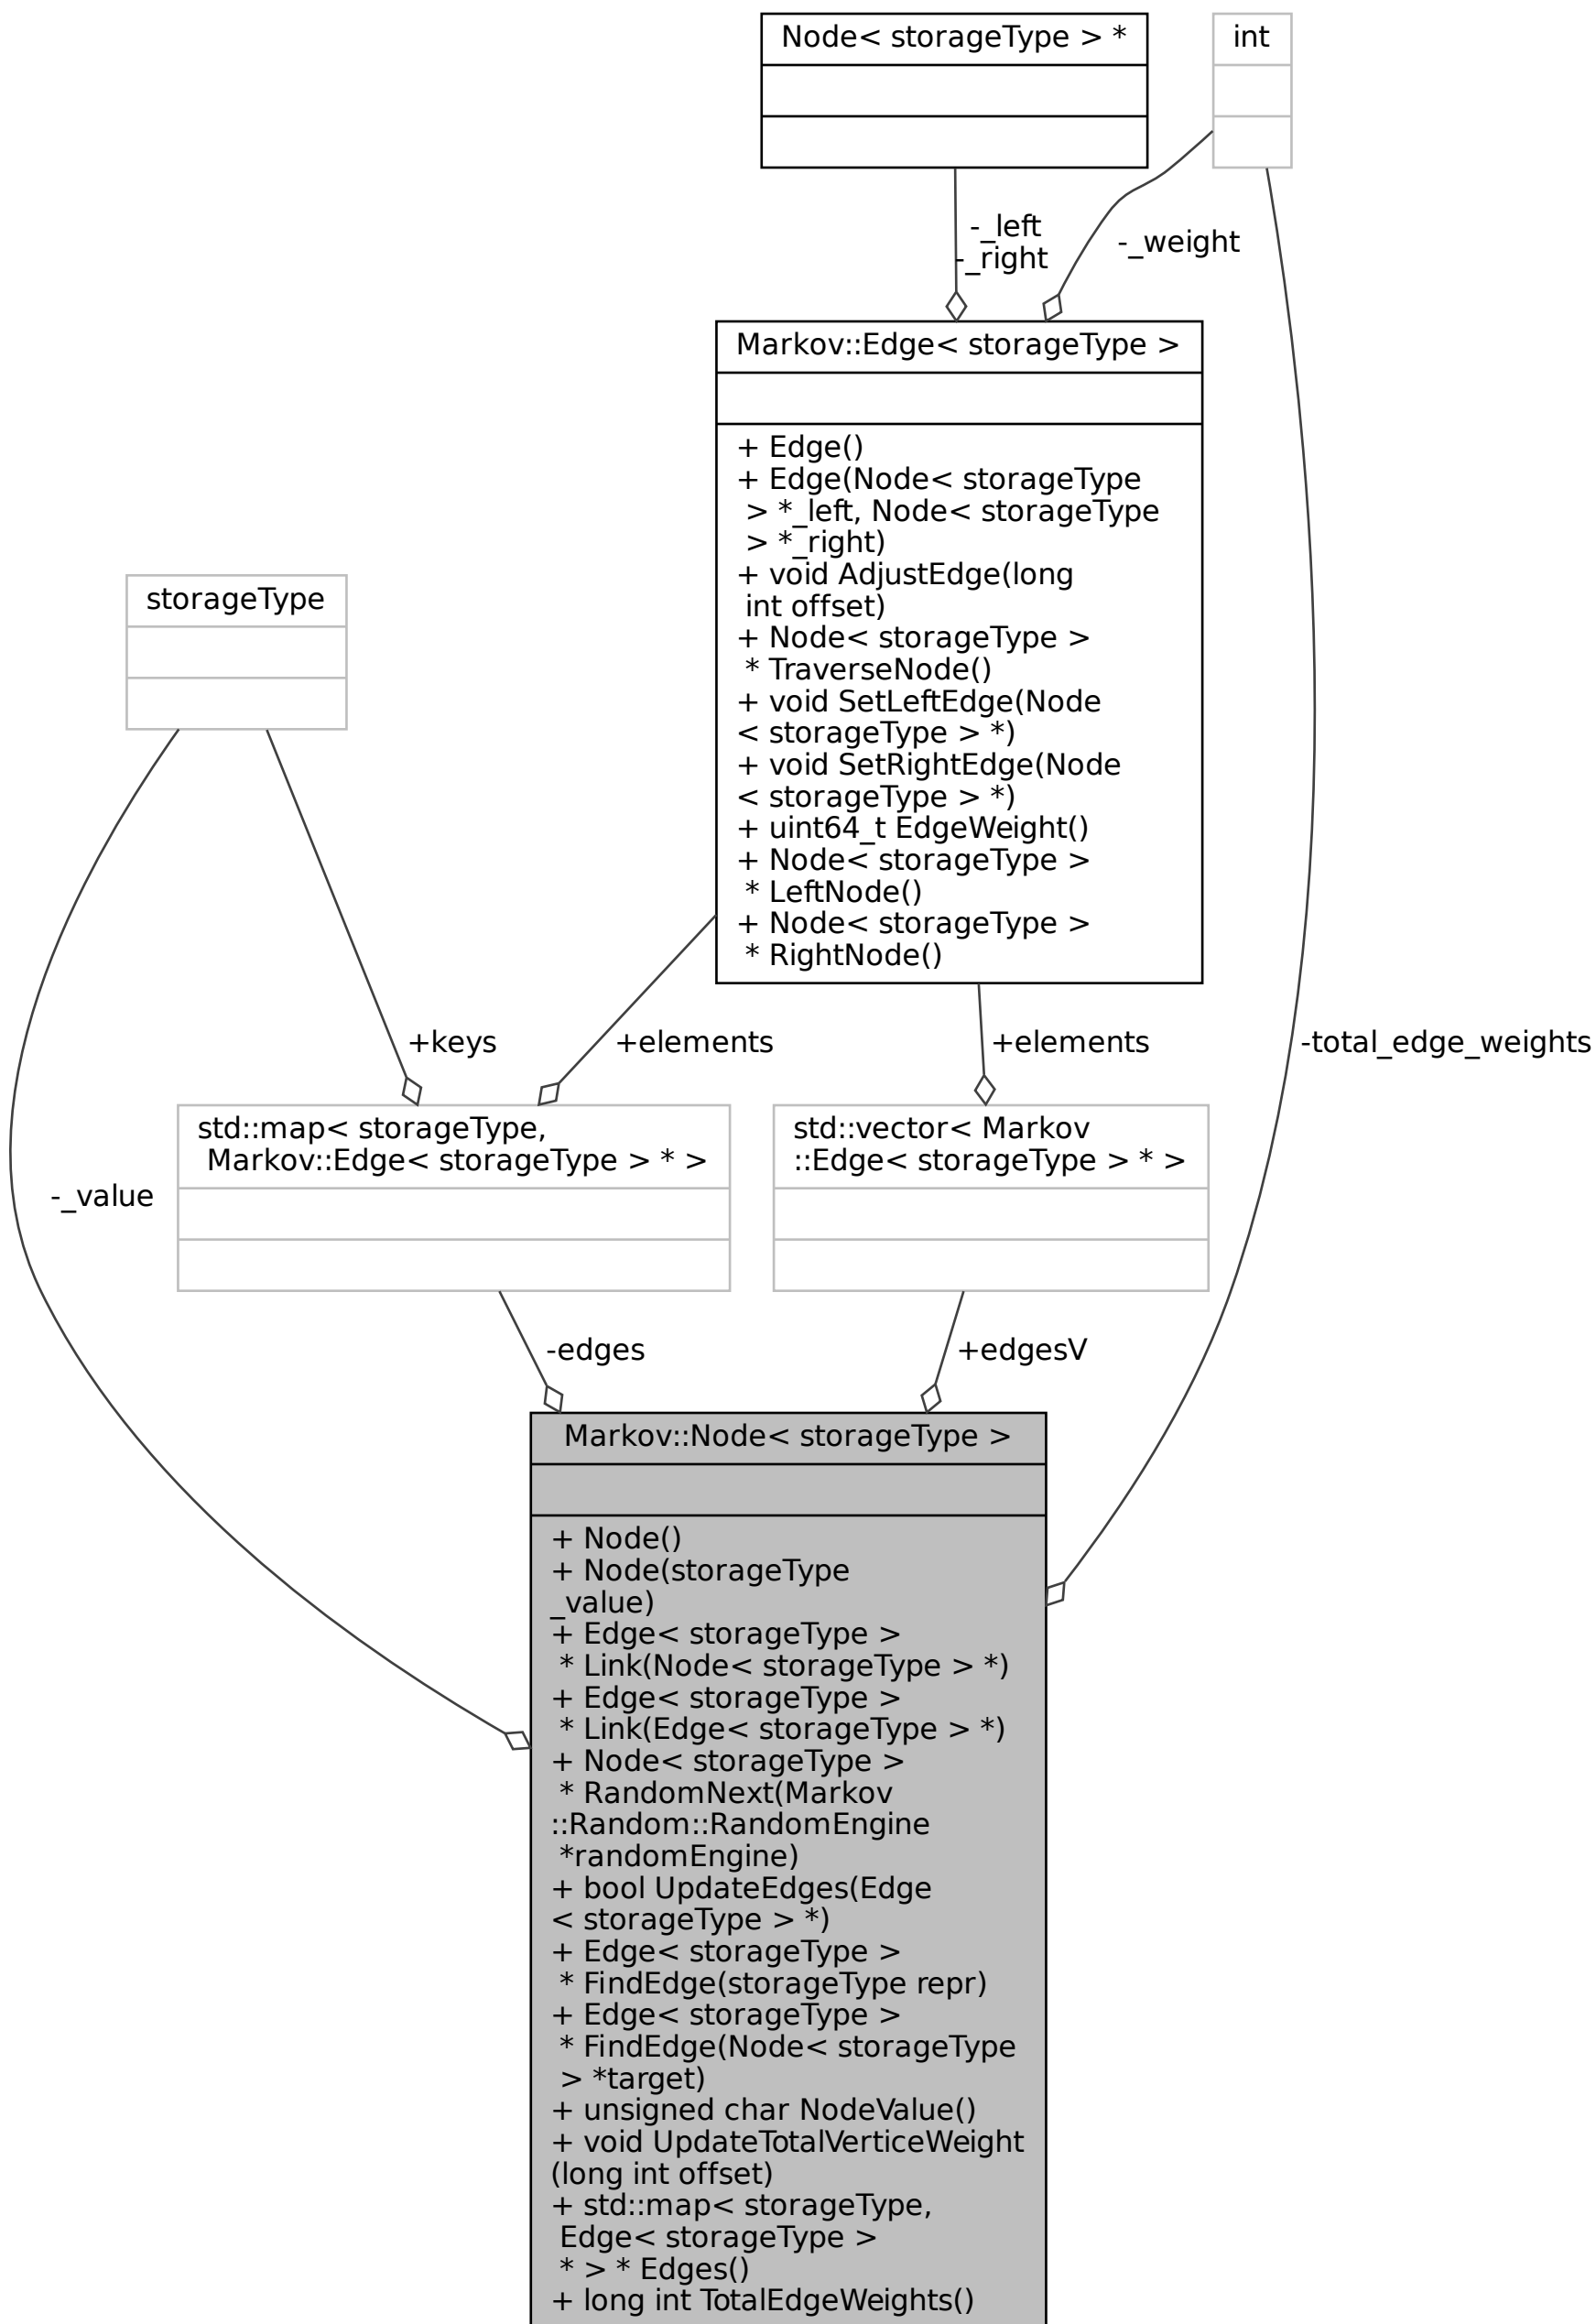 Node< storageType > *
int
-_left
-_right
-_weight
Markov::Edge< storageType >
+ Edge()
+ Edge(Node< storageType
> *_left, Node< storageType
> *_right)
+ void AdjustEdge(long
int offset)
+ Node< storageType >
* TraverseNode()
+ void SetLeftEdge(Node
< storageType > *)
+ void SetRightEdge(Node
< storageType > *)
+ uint64_t EdgeWeight()
+ Node< storageType >
* LeftNode()
+ Node< storageType >
* RightNode()
storageType
+keys
+elements
+elements
-total_edge_weights
std::map< storageType,
Markov::Edge< storageType > * >
std::vector< Markov
::Edge< storageType > * >
-_value
-edges
+edgesV
Markov::Node< storageType >
+ Node()
+ Node(storageType
_value)
+ Edge< storageType >
* Link(Node< storageType > *)
+ Edge< storageType >
* Link(Edge< storageType > *)
+ Node< storageType >
* RandomNext(Markov
::Random::RandomEngine
*randomEngine)
+ bool UpdateEdges(Edge
< storageType > *)
+ Edge< storageType >
* FindEdge(storageType repr)
+ Edge< storageType >
* FindEdge(Node< storageType
> *target)
+ unsigned char NodeValue()
+ void UpdateTotalVerticeWeight
(long int offset)
+ std::map< storageType,
Edge< storageType >
* > * Edges()
+ long int TotalEdgeWeights()